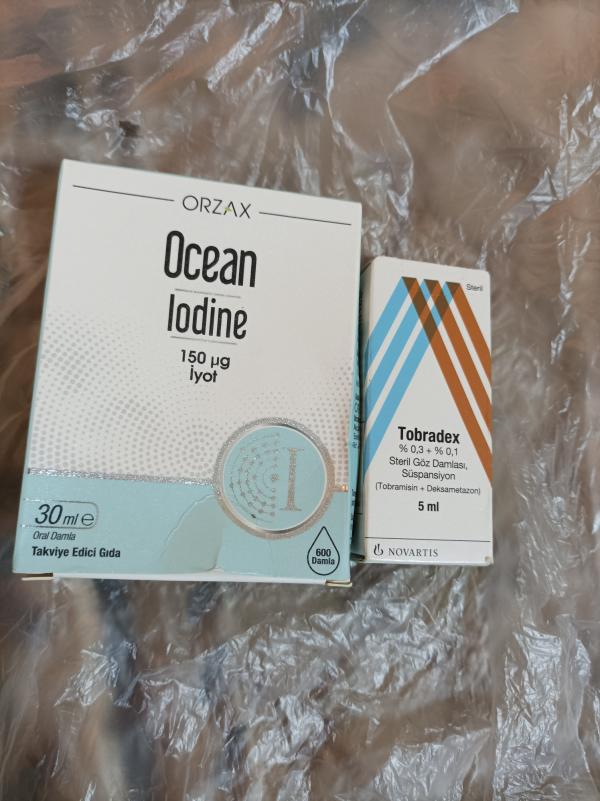 ORZAX
Ocean
Iodine
150 µg
İyot
30 ml e
Oral Damla
Takviye Edici Gıda
I
600
Damla
Steril
Tobradex
% 0,3 + % 0,1
Steril Göz Damlası,
Süspansiyon
(Tobramisin + Deksametazon)
5 ml
NOVARTIS